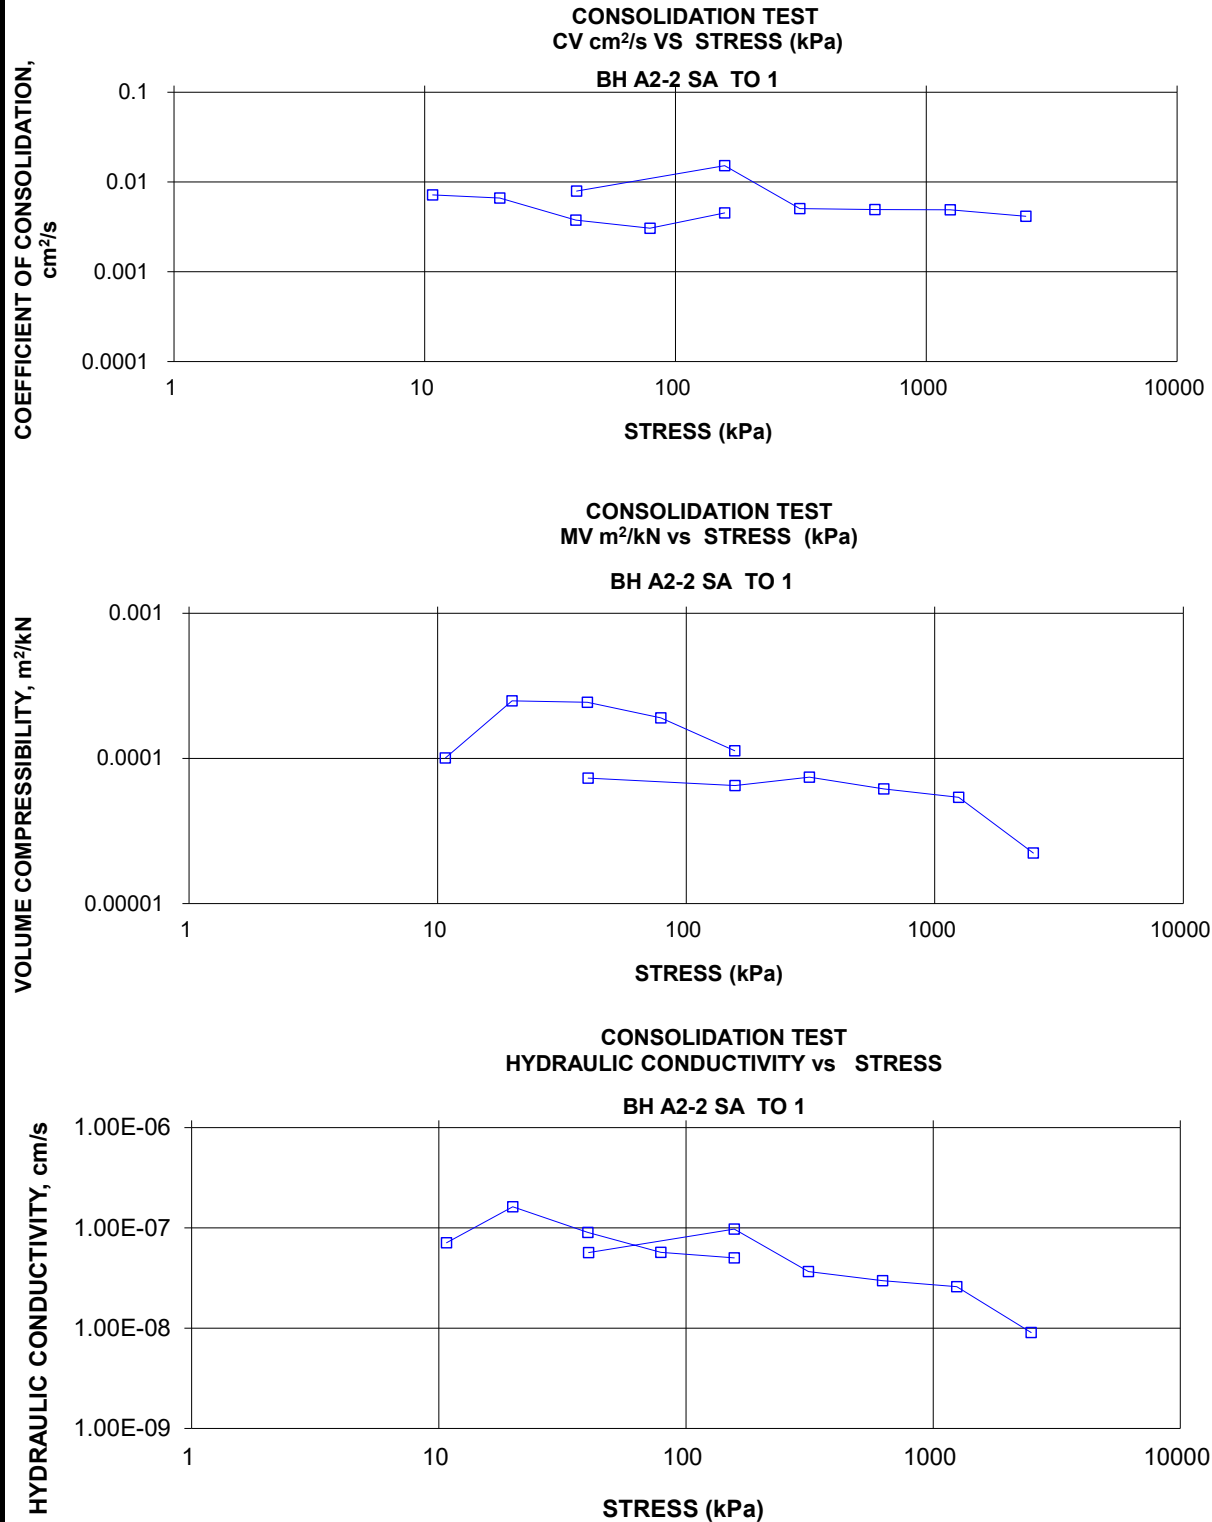 CONSOLIDATION TEST
CV cm²/s VS STRESS (kPa)
BH A2-2 SA TO 1
COEFFICIENT OF CONSOLIDATION,
cm²/s
0.1
0.01
0.001
0.0001
1 10 100 1000 10000
STRESS (kPa)
CONSOLIDATION TEST
MV m²/kN vs STRESS (kPa)
BH A2-2 SA TO 1
VOLUME COMPRESSIBILITY, m²/kN
0.001
0.0001
0.00001
1 10 100 1000 10000
STRESS (kPa)
CONSOLIDATION TEST
HYDRAULIC CONDUCTIVITY vs STRESS
BH A2-2 SA TO 1
HYDRAULIC CONDUCTIVITY, cm/s
1.00E-06
1.00E-07
1.00E-08
1.00E-09
1 10 100 1000 10000
STRESS (kPa)